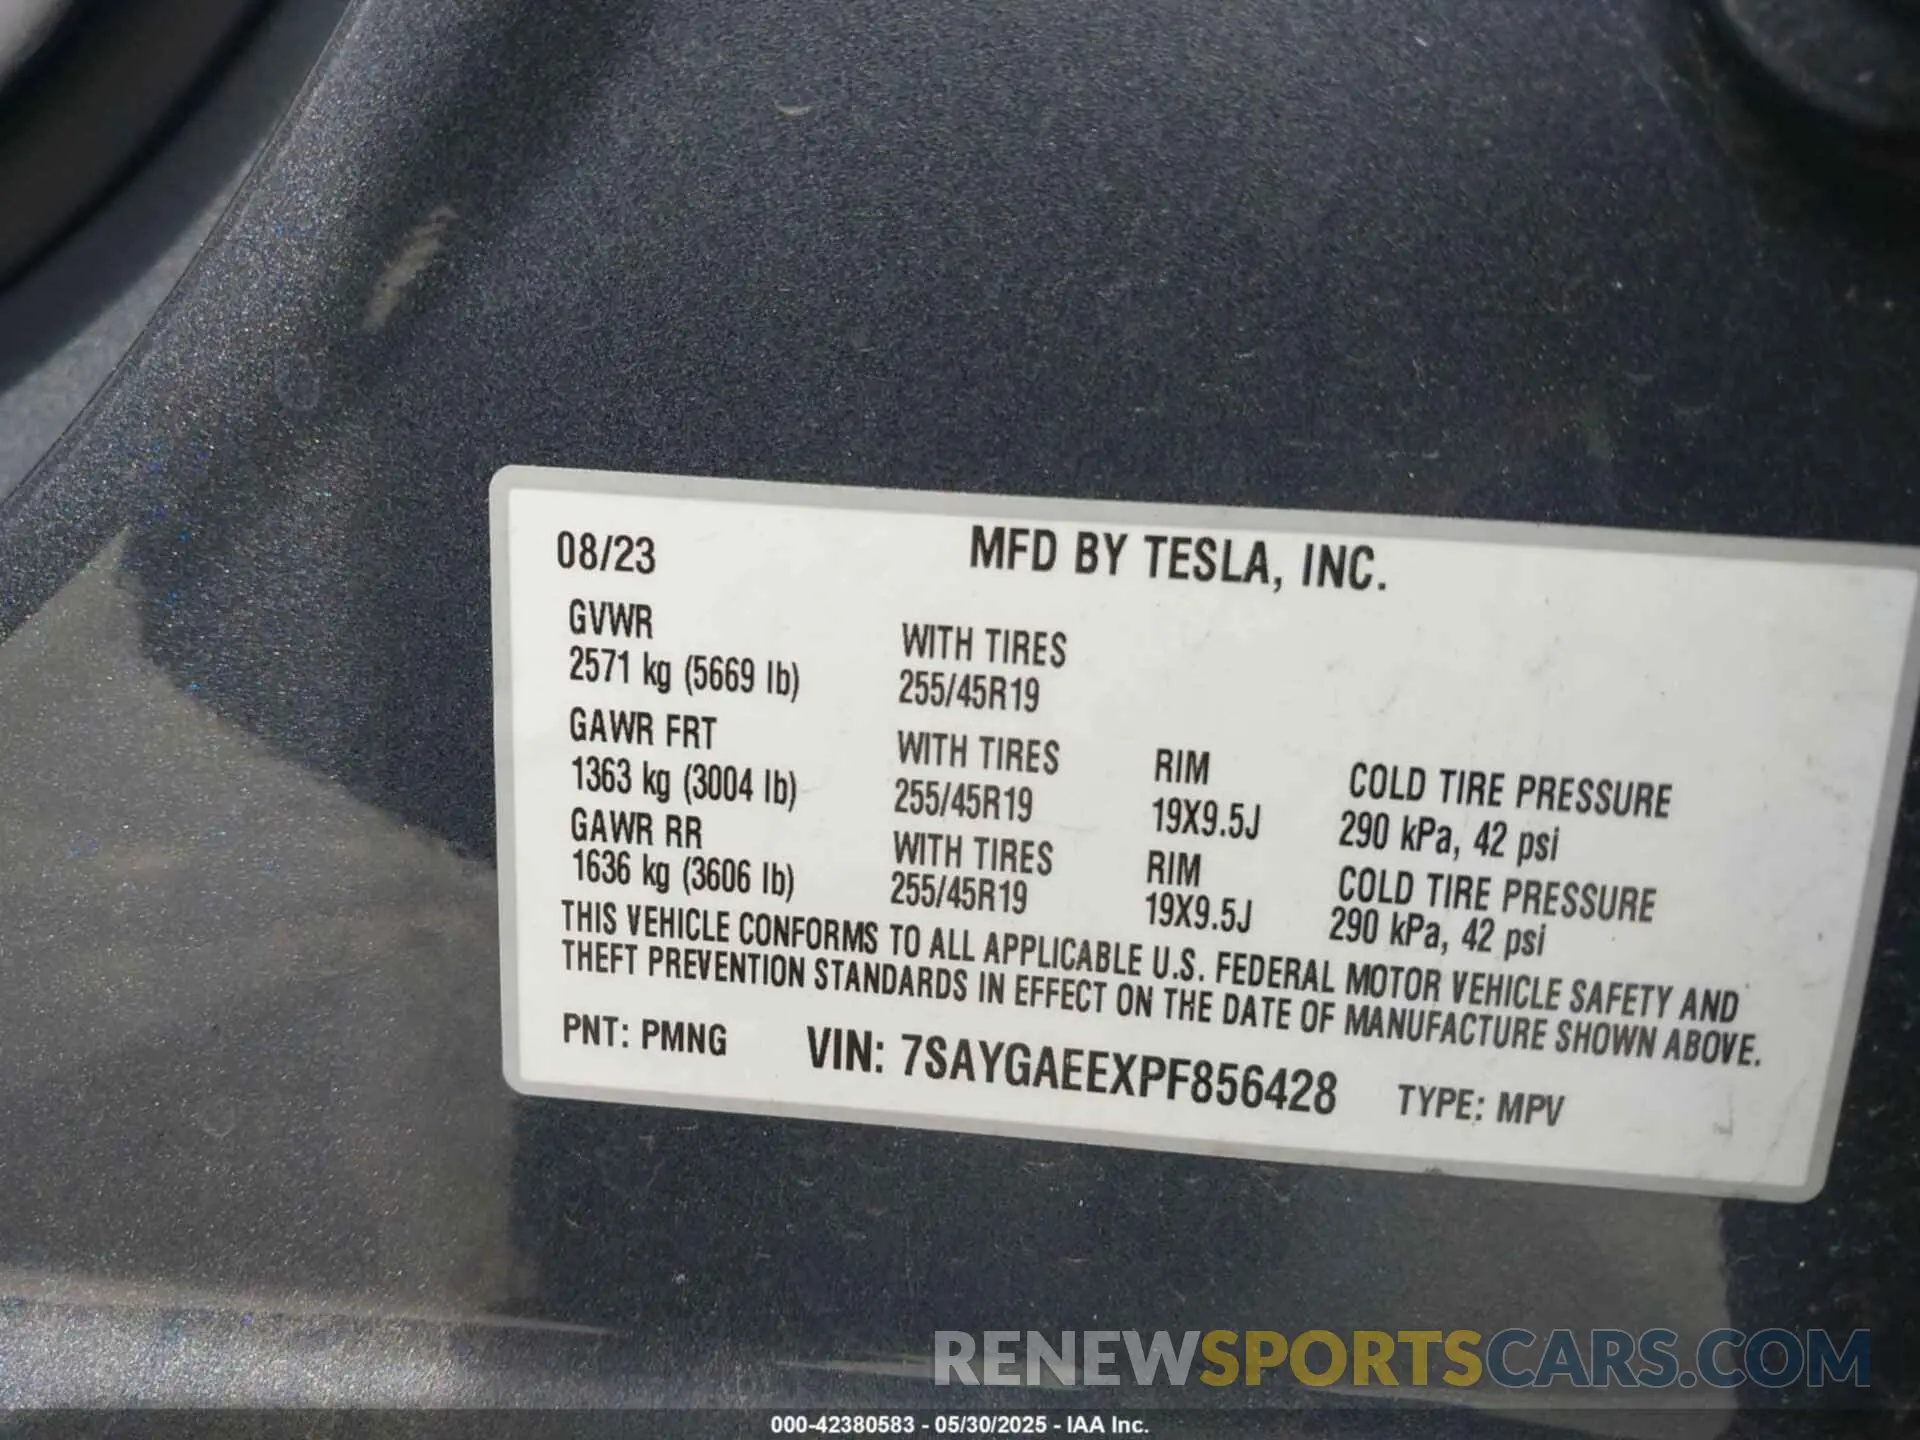 08/23 MFD BY TESLA, INC.
GVWR WITH TIRES
2571 kg (5669 lb) 255/45R19
GAWR FRT WITH TIRES RIM COLD TIRE PRESSURE
1363 kg (3004 lb) 255/45R19 19X9.5J 290 kPa, 42 psi
GAWR RR WITH TIRES RIM COLD TIRE PRESSURE
1636 kg (3606 lb) 255/45R19 19X9.5J 290 kPa, 42 psi
THIS VEHICLE CONFORMS TO ALL APPLICABLE U.S. FEDERAL MOTOR VEHICLE SAFETY AND
THEFT PREVENTION STANDARDS IN EFFECT ON THE DATE OF MANUFACTURE SHOWN ABOVE.
PNT: PMNG VIN: 7SAYGAEEXPF856428 TYPE: MPV
RENEWSPORTSCARS.COM
000-42380583 - 05/30/2025 - IAA Inc.